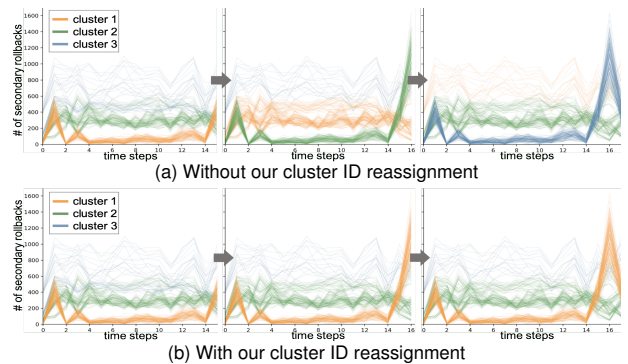 cluster 1
cluster 2
cluster 3
# of secondary rollbacks
1600
1400
1200
1000
800
600
400
200
0
0 2 4 6 8 10 12 14
0 2 4 6 8 10 12 14 16
0 2 4 6 8 10 12 14 16
time steps time steps time steps
(a) Without our cluster ID reassignment
cluster 1
cluster 2
cluster 3
# of secondary rollbacks
1600
1400
1200
1000
800
600
400
200
0
0 2 4 6 8 10 12 14
0 2 4 6 8 10 12 14 16
0 2 4 6 8 10 12 14 16
time steps time steps time steps
(b) With our cluster ID reassignment